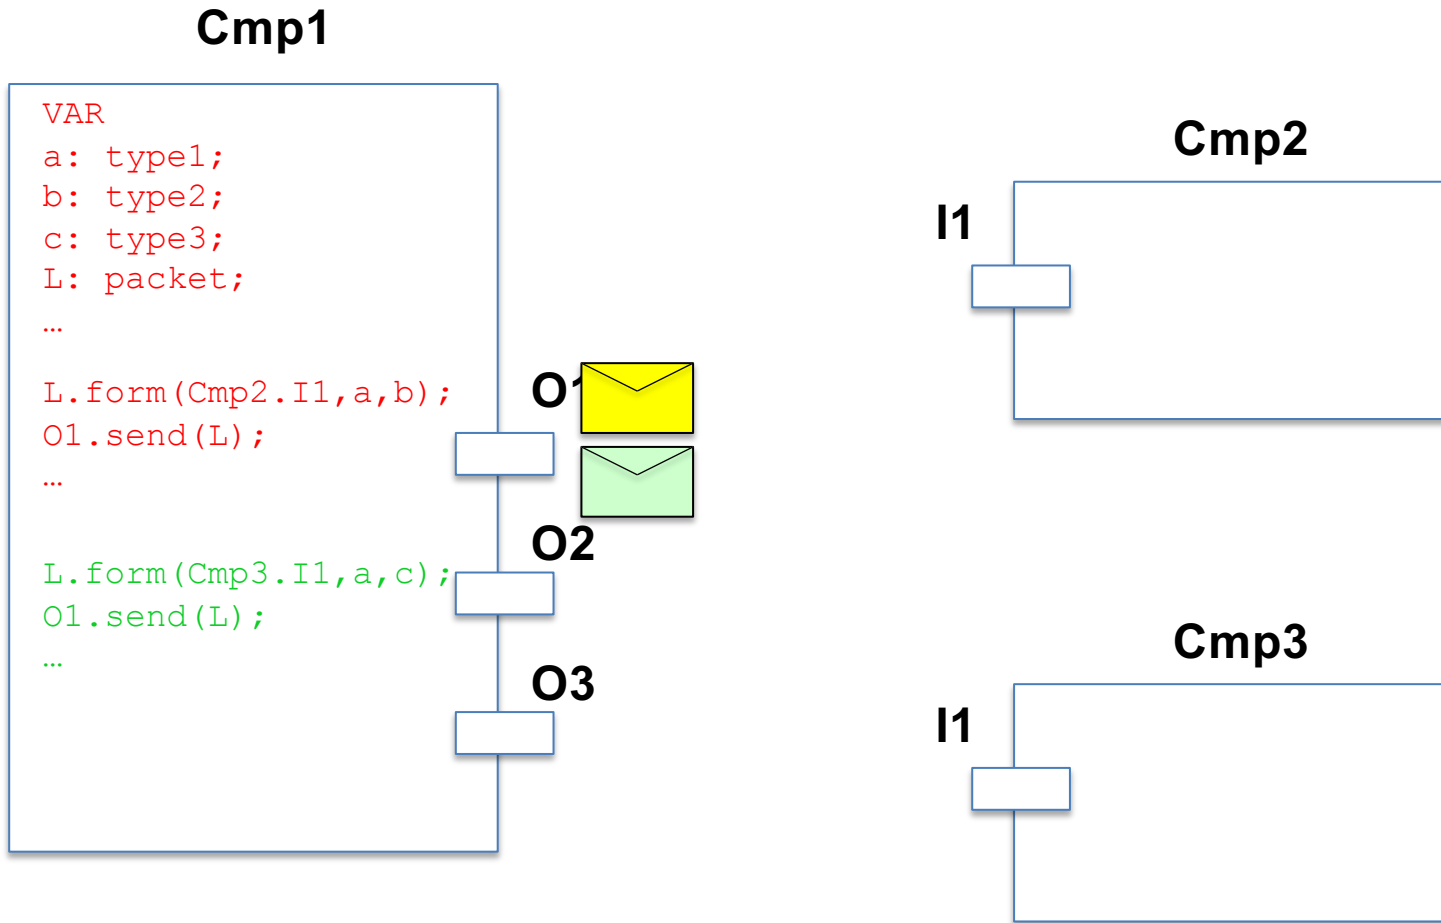 Cmp1
VAR
a: type1;
b: type2;
c: type3;
L: packet;
…
L.form(Cmp2.I1,a,b);
O1.send(L);
…
L.form(Cmp3.I1,a,c);
O1.send(L);
…
O1
O2
O3
Cmp2
I1
Cmp3
I1